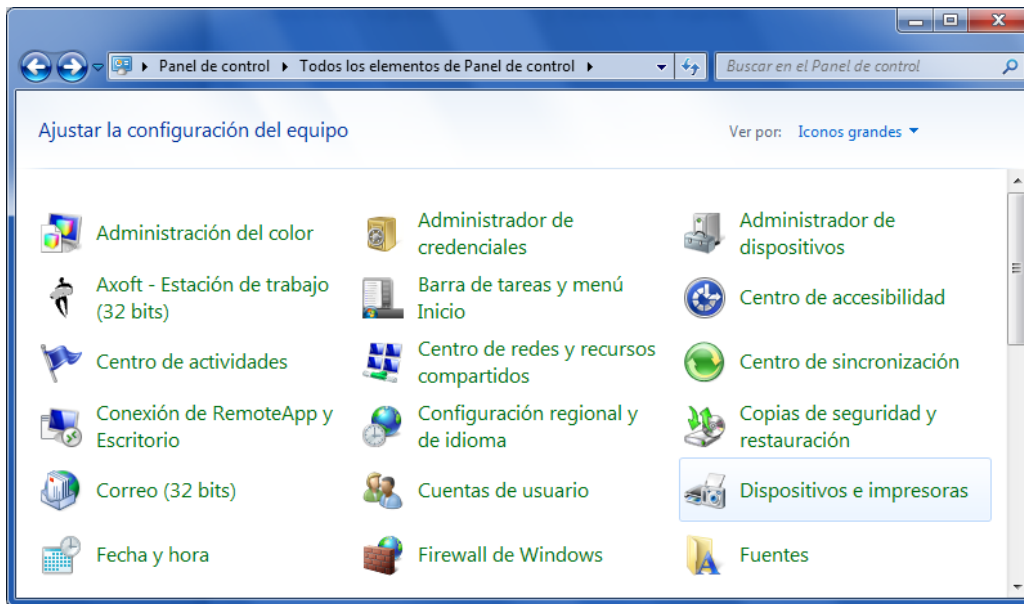 Panel de control Todos los elementos de Panel de control
Buscar en el Panel de control
Ajustar la configuración del equipo
Ver por: Iconos grandes
Administración del color
Administrador de
credenciales
Administrador de
dispositivos
Axoft - Estación de trabajo
(32 bits)
Barra de tareas y menú
Inicio
Centro de accesibilidad
Centro de actividades
Centro de redes y recursos
compartidos
Centro de sincronización
Conexión de RemoteApp y
Escritorio
Configuración regional y
de idioma
Copias de seguridad y
restauración
Correo (32 bits)
Cuentas de usuario
Dispositivos e impresoras
Fecha y hora
Firewall de Windows
Fuentes